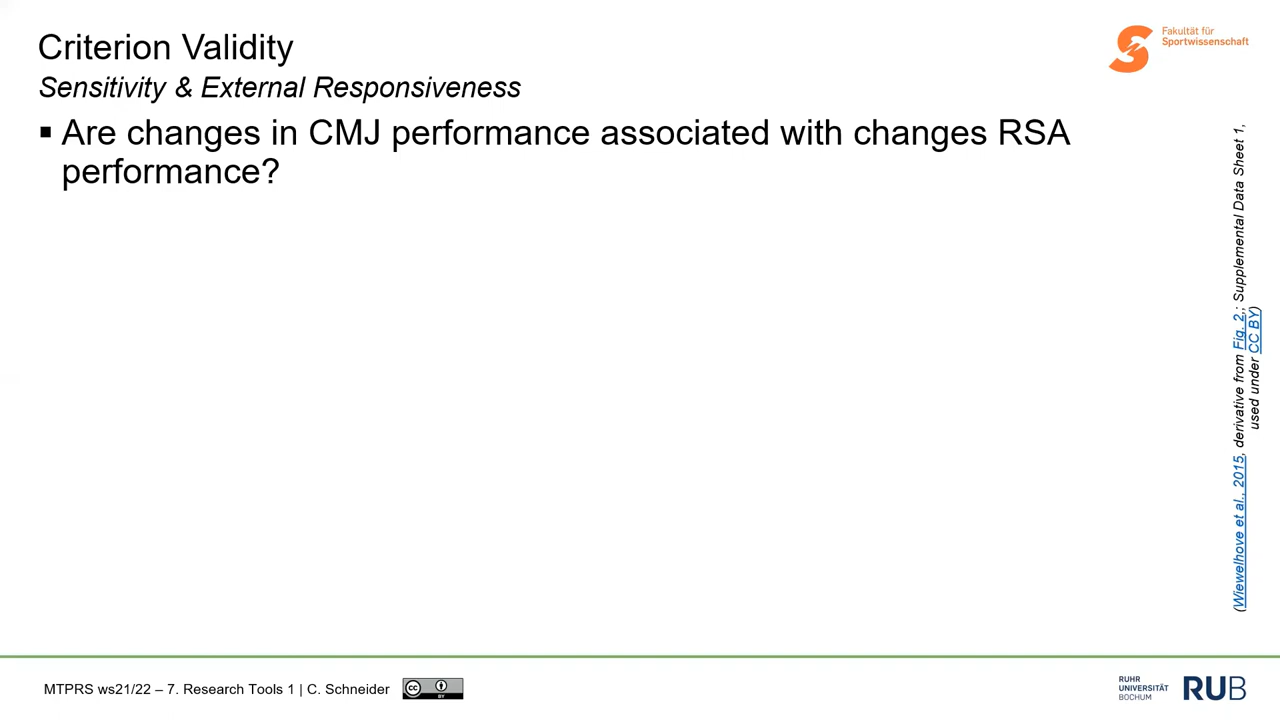 Criterion Validity
Sensitivity & External Responsiveness
▪ Are changes in CMJ performance associated with changes RSA
performance?
Fakultät für
Sportwissenschaft
(Wiewelhove et al., 2015, derivative from Fig. 2,; Supplemental Data Sheet 1,
used under CC BY)
MTPRS ws21/22 – 7. Research Tools 1 | C. Schneider
cc
BY
RUHR
UNIVERSITÄT
BOCHUM
RUB